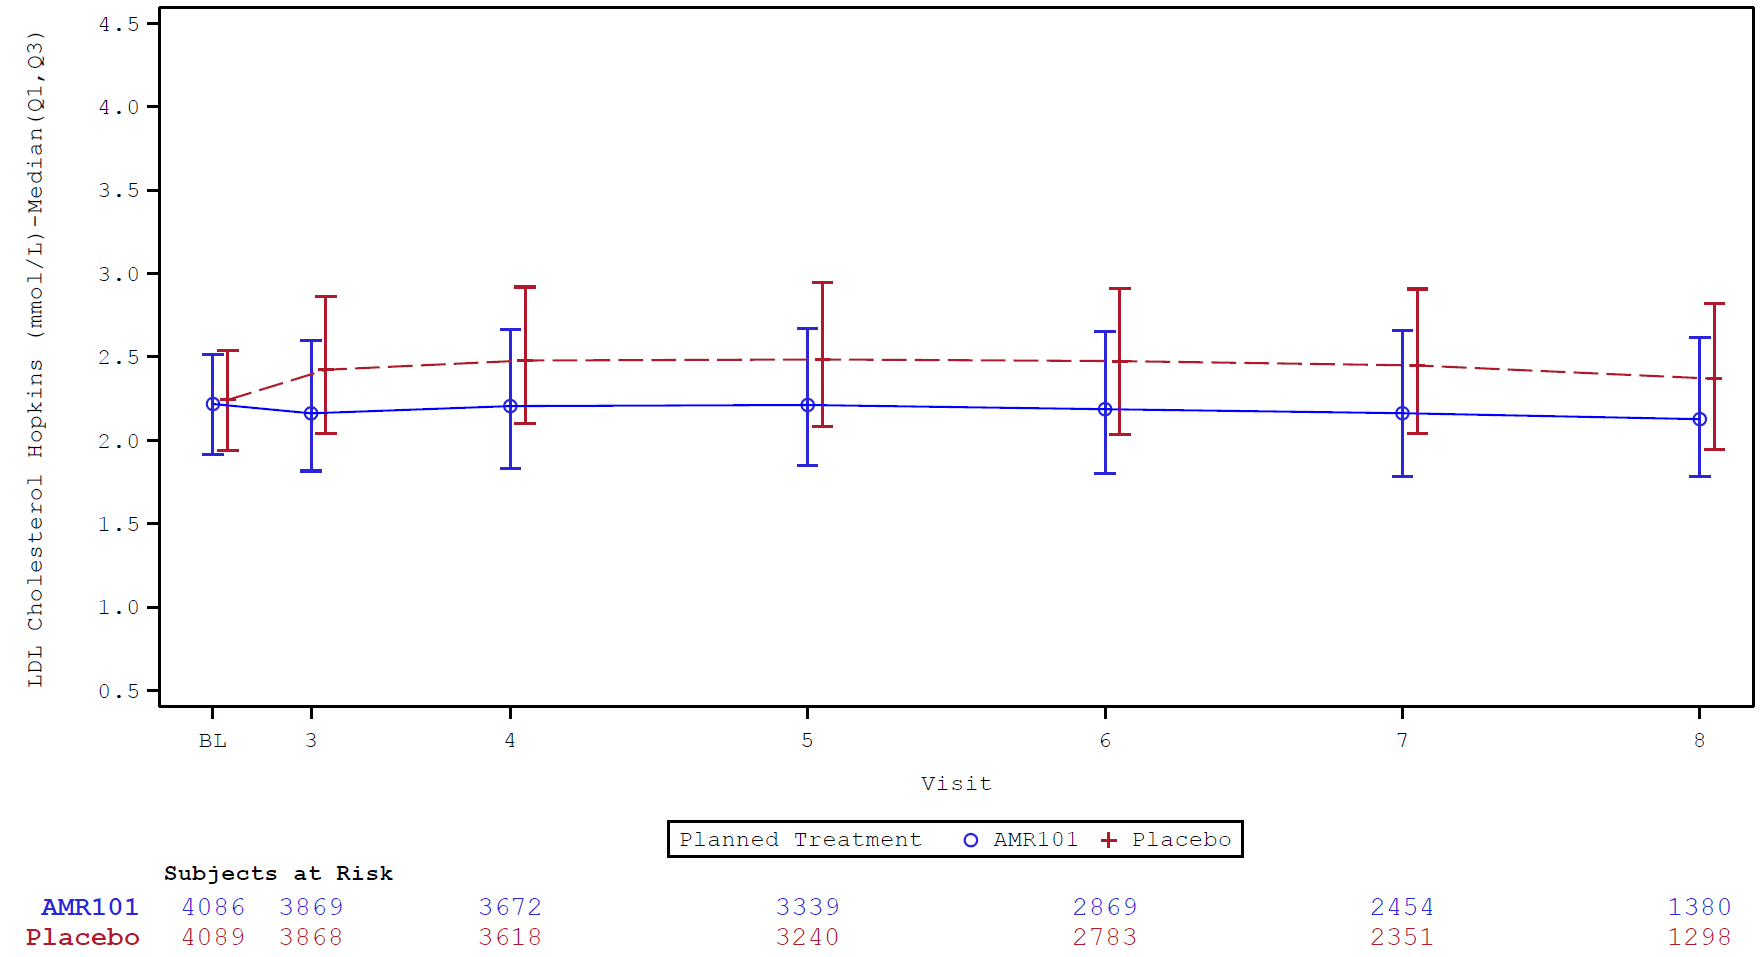 LDL Cholesterol Hopkins (mmol/L)-Median(Q1,Q3)
4.5
4.0
3.5
3.0
2.5
2.0
1.5
1.0
0.5
BL 3 4 5 6 7 8
Visit
Planned Treatment AMR101 Placebo
Subjects at Risk
AMR101 4086 3869 3672 3339 2869 2454 1380
Placebo 4089 3868 3618 3240 2783 2351 1298